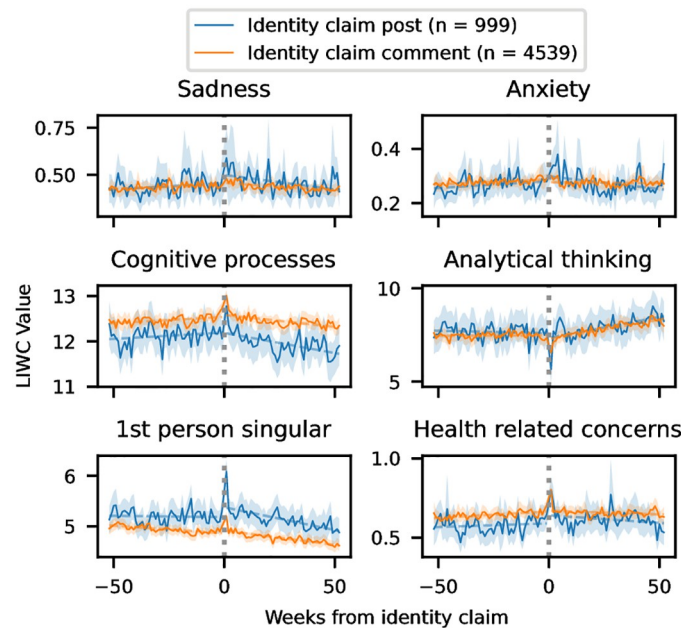 Identity claim post (n = 999)
Identity claim comment (n = 4539)
Sadness
Anxiety
0.75
0.50
0.4
0.2
Cognitive processes
Analytical thinking
13
12
11
10
5
LIWC Value
1st person singular
Health related concerns
6
5
1.0
0.5
−50 0 50
−50 0 50
Weeks from identity claim